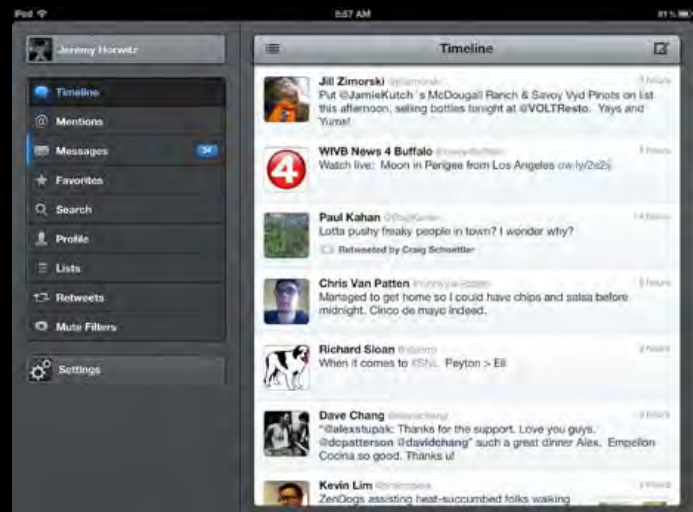 iPod 8:57 AM 81%
Jeremy Horwitz
Timeline
Mentions
Messages 34
Favorites
Search
Profile
Lists
Retweets
Mute Filters
Settings
Timeline
Jill Zimorski
Put @JamieKutch 's McDougall Ranch & Savoy Vyd Pinots on list
this afternoon, selling bottles tonight at @VOLTResto. Yays and
Yums!
WIVB News 4 Buffalo
4
Watch live: Moon in Perigee from Los Angeles
Paul Kahan @PaulKahan
Lotta pushy freaky people in town? I wonder why?
Retweeted by Craig Schoettler
Chris Van Patten
Managed to get home so I could have chips and salsa before
midnight. Cinco de mayo indeed.
Richard Sloan
When it comes to #SNL Peyton > Eli
Dave Chang
"@alexstupak: Thanks for the support. Love you guys.
@dcpatterson @davidchang" such a great dinner Alex. Empellon
Cocina so good. Thanks u!
Kevin Lim
ZenDogs assisting heat-succumbed folks walking